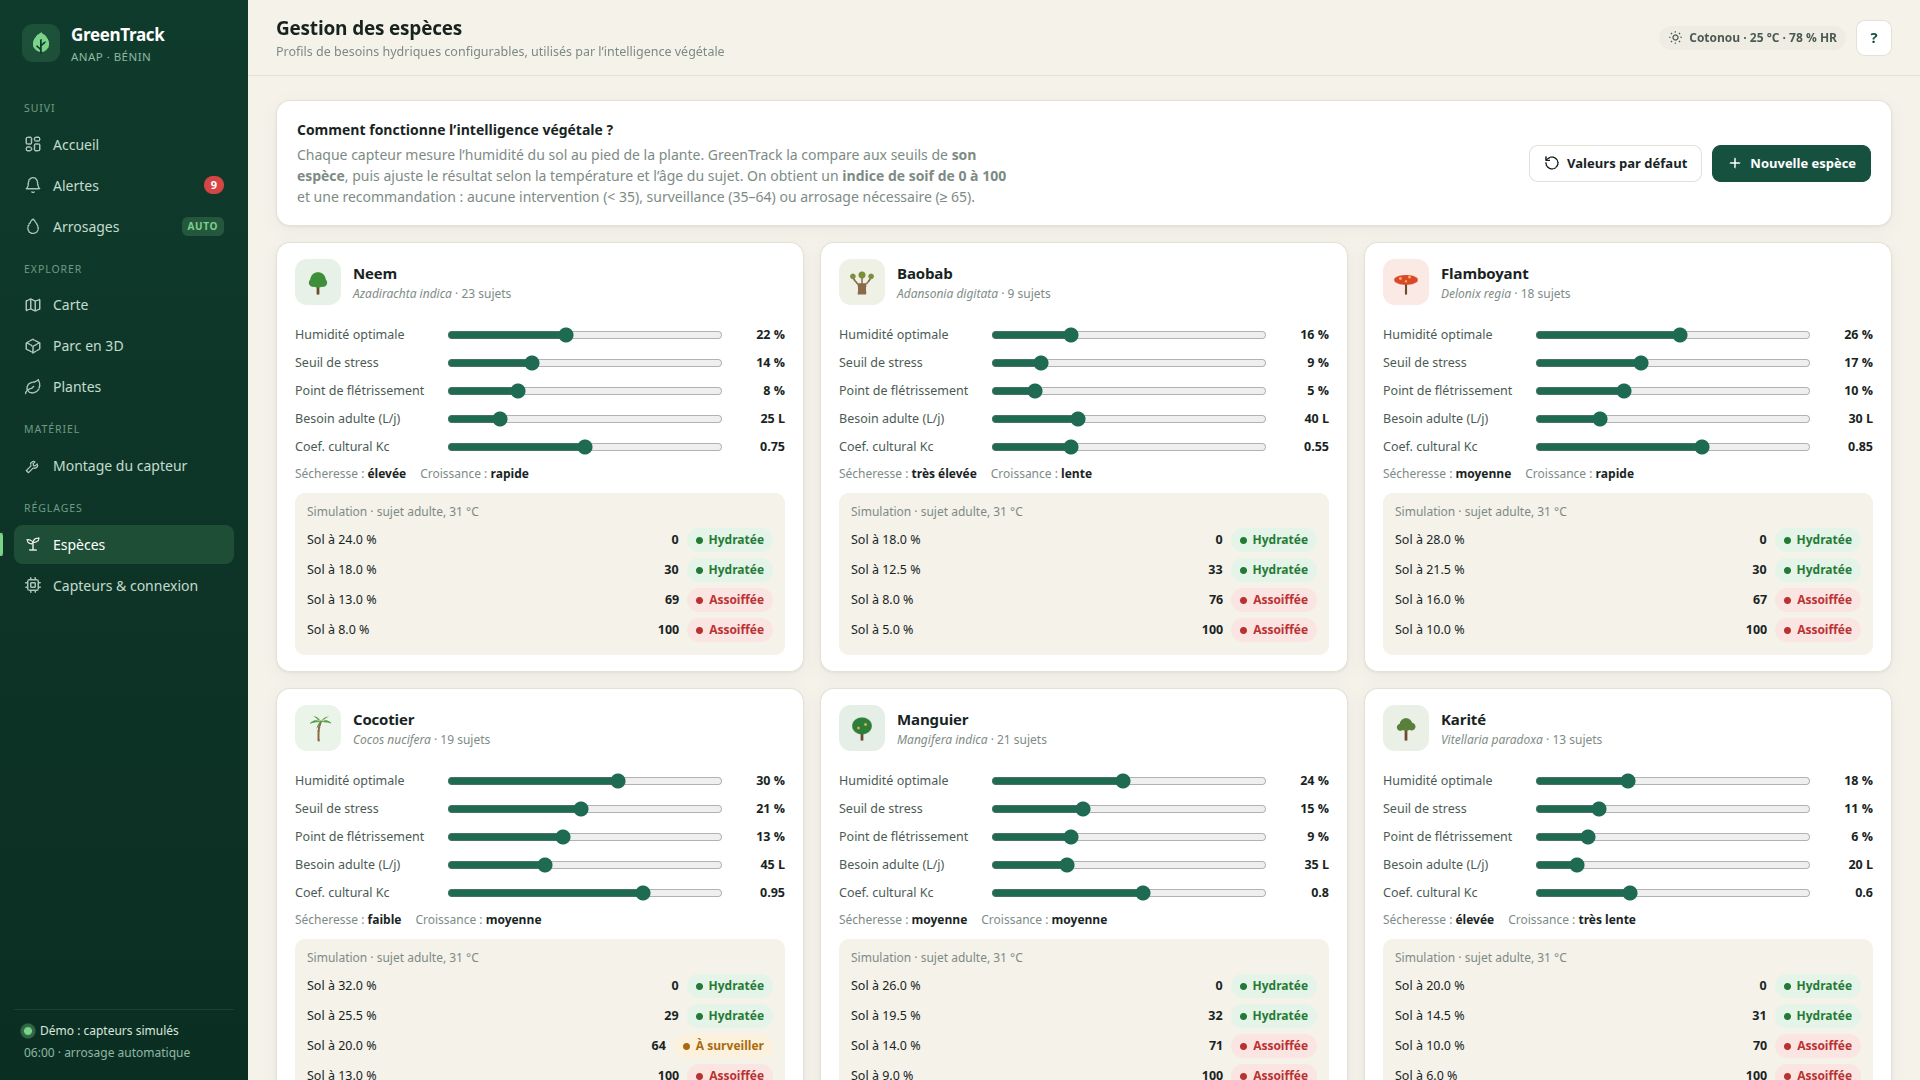 GreenTrack
ANAP · BÉNIN
SUIVI
Accueil
Alertes 9
Arrosages AUTO
EXPLORER
Carte
Parc en 3D
Plantes
MATÉRIEL
Montage du capteur
RÉGLAGES
Espèces
Capteurs & connexion
Démo : capteurs simulés
06:00 · arrosage automatique
Gestion des espèces
Profils de besoins hydriques configurables, utilisés par l’intelligence végétale
Cotonou · 25 °C · 78 % HR
?
Comment fonctionne l’intelligence végétale ?
Chaque capteur mesure l’humidité du sol au pied de la plante. GreenTrack la compare aux seuils de son
espèce, puis ajuste le résultat selon la température et l’âge du sujet. On obtient un indice de soif de 0 à 100
et une recommandation : aucune intervention (< 35), surveillance (35–64) ou arrosage nécessaire (≥ 65).
Valeurs par défaut
Nouvelle espèce
Neem
Azadirachta indica · 23 sujets
Humidité optimale 22 %
Seuil de stress 14 %
Point de flétrissement 8 %
Besoin adulte (L/j) 25 L
Coef. cultural Kc 0.75
Sécheresse : élevée Croissance : rapide
Simulation · sujet adulte, 31 °C
Sol à 24.0 % 0 Hydratée
Sol à 18.0 % 30 Hydratée
Sol à 13.0 % 69 Assoiffée
Sol à 8.0 % 100 Assoiffée
Baobab
Adansonia digitata · 9 sujets
Humidité optimale 16 %
Seuil de stress 9 %
Point de flétrissement 5 %
Besoin adulte (L/j) 40 L
Coef. cultural Kc 0.55
Sécheresse : très élevée Croissance : lente
Simulation · sujet adulte, 31 °C
Sol à 18.0 % 0 Hydratée
Sol à 12.5 % 33 Hydratée
Sol à 8.0 % 76 Assoiffée
Sol à 5.0 % 100 Assoiffée
Flamboyant
Delonix regia · 18 sujets
Humidité optimale 26 %
Seuil de stress 17 %
Point de flétrissement 10 %
Besoin adulte (L/j) 30 L
Coef. cultural Kc 0.85
Sécheresse : moyenne Croissance : rapide
Simulation · sujet adulte, 31 °C
Sol à 28.0 % 0 Hydratée
Sol à 21.5 % 30 Hydratée
Sol à 16.0 % 67 Assoiffée
Sol à 10.0 % 100 Assoiffée
Cocotier
Cocos nucifera · 19 sujets
Humidité optimale 30 %
Seuil de stress 21 %
Point de flétrissement 13 %
Besoin adulte (L/j) 45 L
Coef. cultural Kc 0.95
Sécheresse : faible Croissance : moyenne
Simulation · sujet adulte, 31 °C
Sol à 32.0 % 0 Hydratée
Sol à 25.5 % 29 Hydratée
Sol à 20.0 % 64 À surveiller
Sol à 13.0 % 100 Assoiffée
Manguier
Mangifera indica · 21 sujets
Humidité optimale 24 %
Seuil de stress 15 %
Point de flétrissement 9 %
Besoin adulte (L/j) 35 L
Coef. cultural Kc 0.8
Sécheresse : moyenne Croissance : moyenne
Simulation · sujet adulte, 31 °C
Sol à 26.0 % 0 Hydratée
Sol à 19.5 % 32 Hydratée
Sol à 14.0 % 71 Assoiffée
Sol à 9.0 % 100 Assoiffée
Karité
Vitellaria paradoxa · 13 sujets
Humidité optimale 18 %
Seuil de stress 11 %
Point de flétrissement 6 %
Besoin adulte (L/j) 20 L
Coef. cultural Kc 0.6
Sécheresse : élevée Croissance : très lente
Simulation · sujet adulte, 31 °C
Sol à 20.0 % 0 Hydratée
Sol à 14.5 % 31 Hydratée
Sol à 10.0 % 70 Assoiffée
Sol à 6.0 % 100 Assoiffée